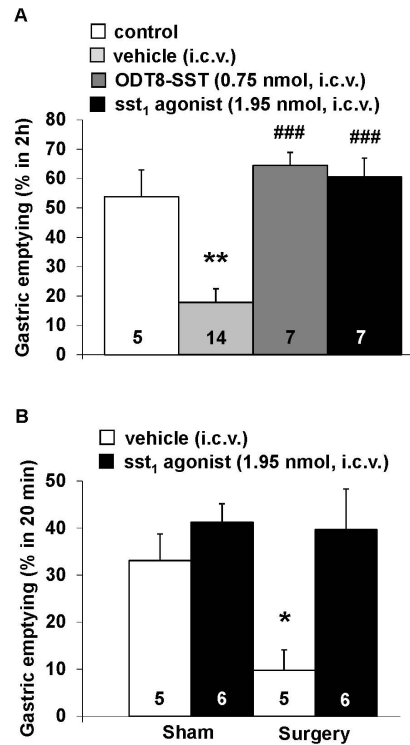 A
control
vehicle (i.c.v.)
ODT8-SST (0.75 nmol, i.c.v.)
sst1 agonist (1.95 nmol, i.c.v.)
Gastric emptying (% in 2h)
80
70
60
50
40
30
20
10
0
**
###
###
5
14
7
7
B
vehicle (i.c.v.)
sst1 agonist (1.95 nmol, i.c.v.)
Gastric emptying (% in 20 min)
50
40
30
20
10
0
*
5
6
5
6
Sham
Surgery